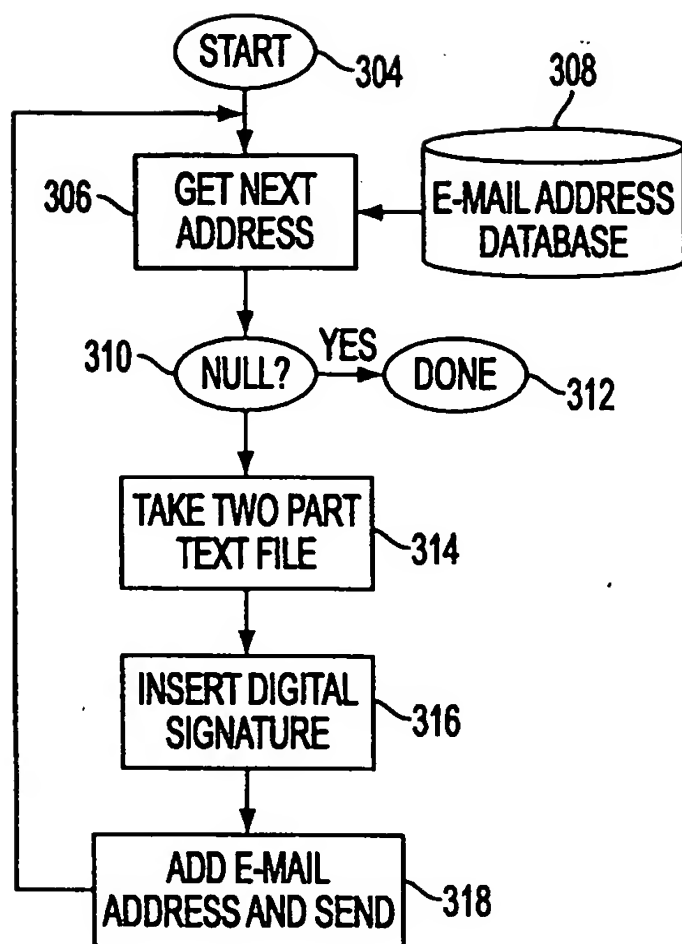 START
304
308
306
GET NEXT
ADDRESS
E-MAIL ADDRESS
DATABASE
310
NULL?
YES
DONE
312
TAKE TWO PART
TEXT FILE
314
INSERT DIGITAL
SIGNATURE
316
ADD E-MAIL
ADDRESS AND SEND
318